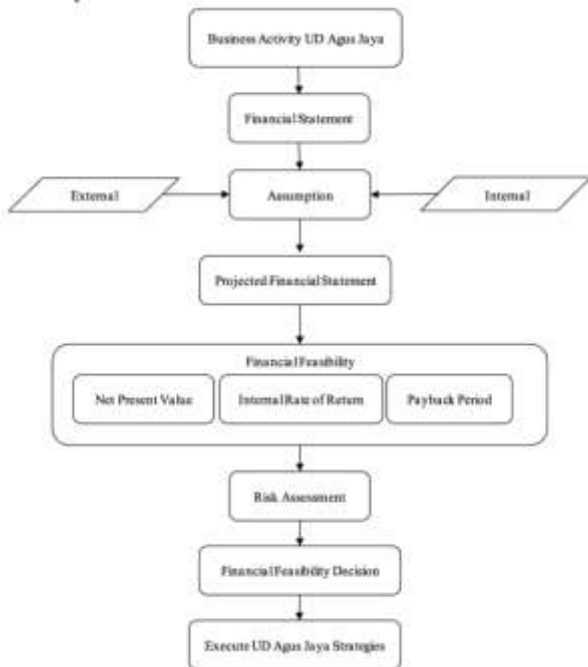 Business Activity UD Agus Jaya
Financial Statement
External
Assumption
Internal
Projected Financial Statement
Financial Feasibility
Net Present Value
Internal Rate of Return
Payback Period
Risk Assessment
Financial Feasibility Decision
Execute UD Agus Jaya Strategies